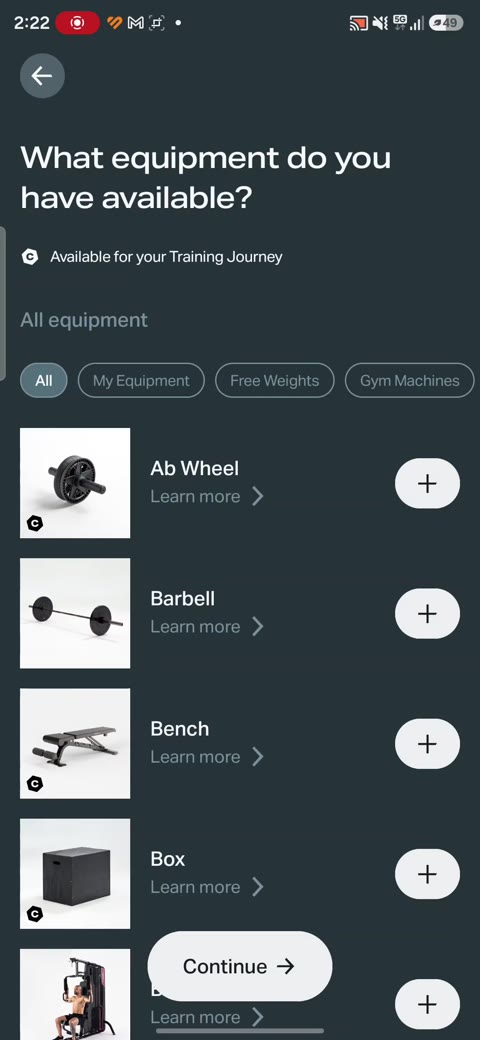 2:22
5G
49
What equipment do you
have available?
C Available for your Training Journey
All equipment
All
My Equipment
Free Weights
Gym Machines
Ab Wheel
Learn more
C
Barbell
Learn more
Bench
Learn more
C
Box
Learn more
C
Continue
Learn more